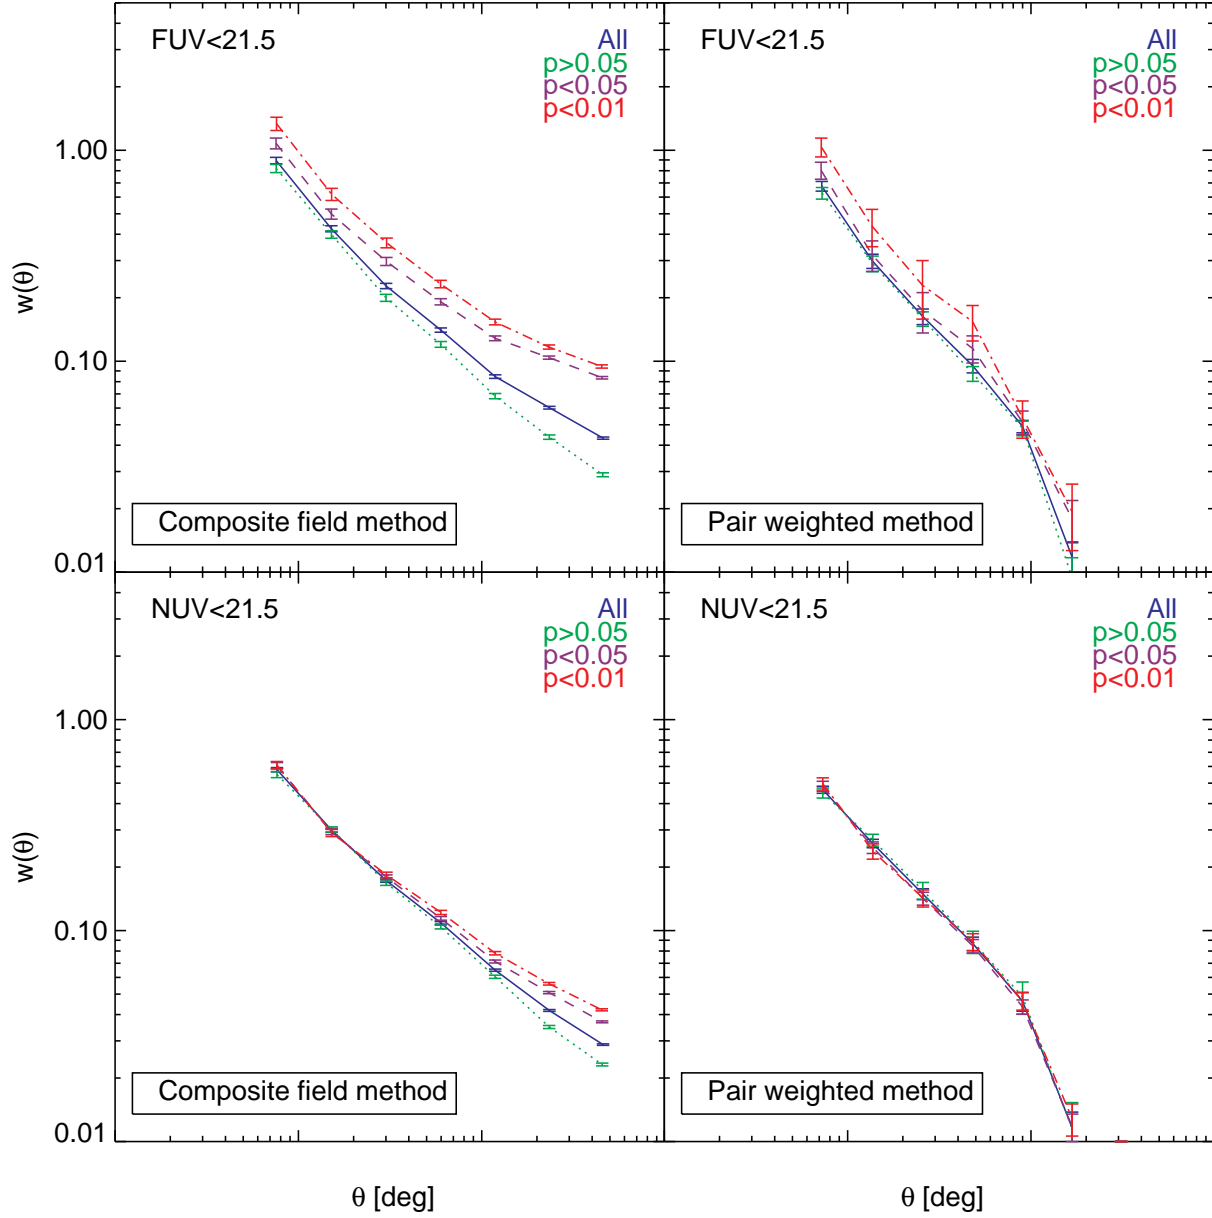 FUV<21.5
All
p>0.05
p<0.05
p<0.01
FUV<21.5
All
p>0.05
p<0.05
p<0.01
1.00
0.10
0.01
w(θ)
Composite field method
Pair weighted method
NUV<21.5
All
p>0.05
p<0.05
p<0.01
NUV<21.5
All
p>0.05
p<0.05
p<0.01
1.00
0.10
0.01
w(θ)
Composite field method
Pair weighted method
θ [deg]
θ [deg]